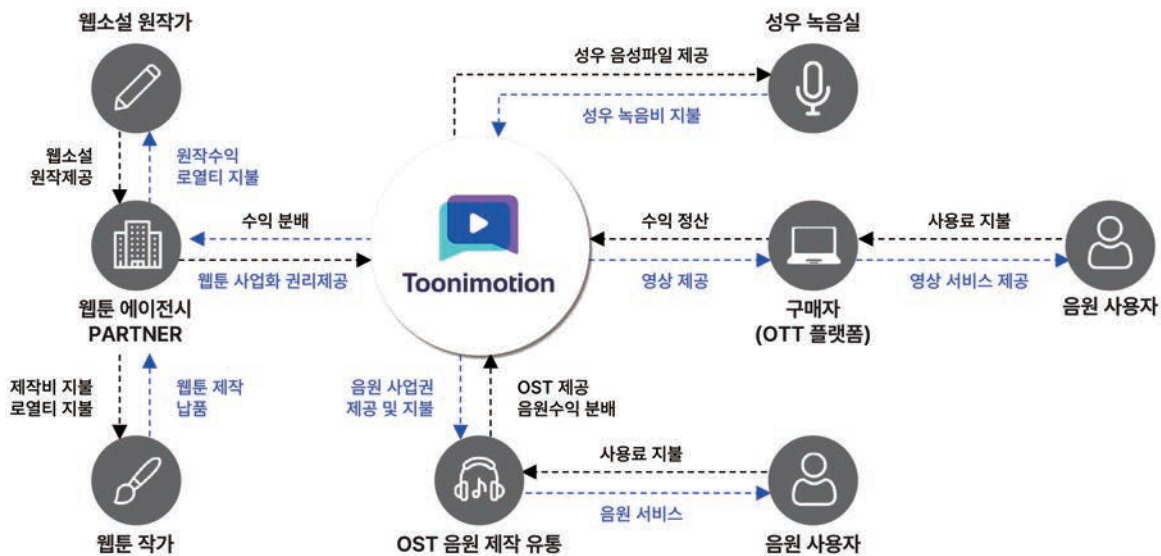 웹소설 원작가
성우 녹음실
성우 음성파일 제공
성우 녹음비 지불
웹소설
원작제공
원작수익
로열티 지불
수익 분배
웹툰 사업화 권리제공
Toonimotion
수익 정산
영상 제공
사용료 지불
영상 서비스 제공
웹툰 에이전시
PARTNER
구매자
(OTT 플랫폼)
음원 사용자
제작비 지불
로열티 지불
웹툰 제작
납품
음원 사업권
제공 및 지불
OST 제공
음원수익 분배
사용료 지불
음원 서비스
웹툰 작가
OST 음원 제작 유통
음원 사용자